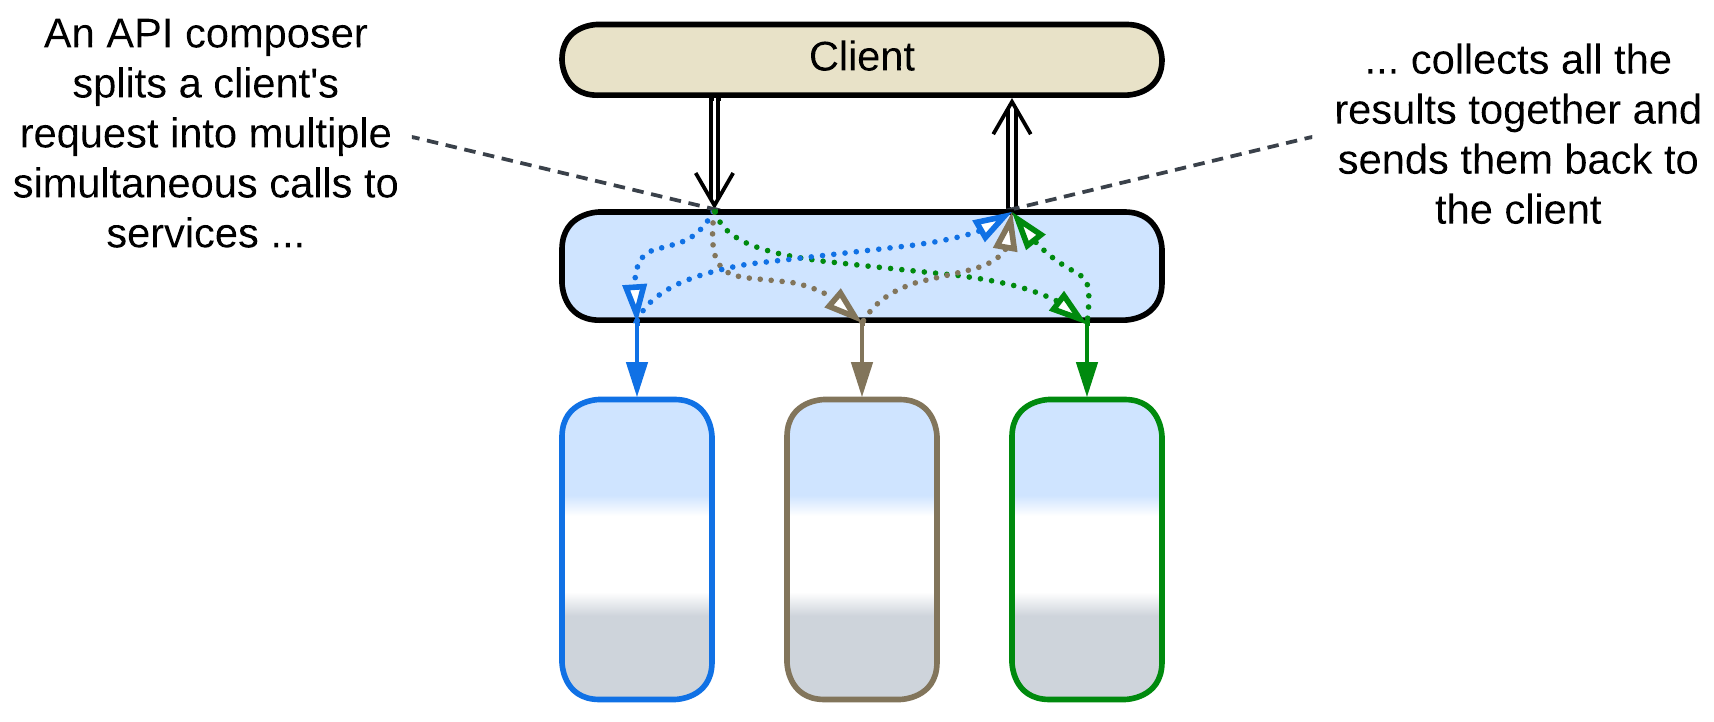 An API composer
splits a client's
request into multiple
simultaneous calls to
services ...
Client
... collects all the
results together and
sends them back to
the client